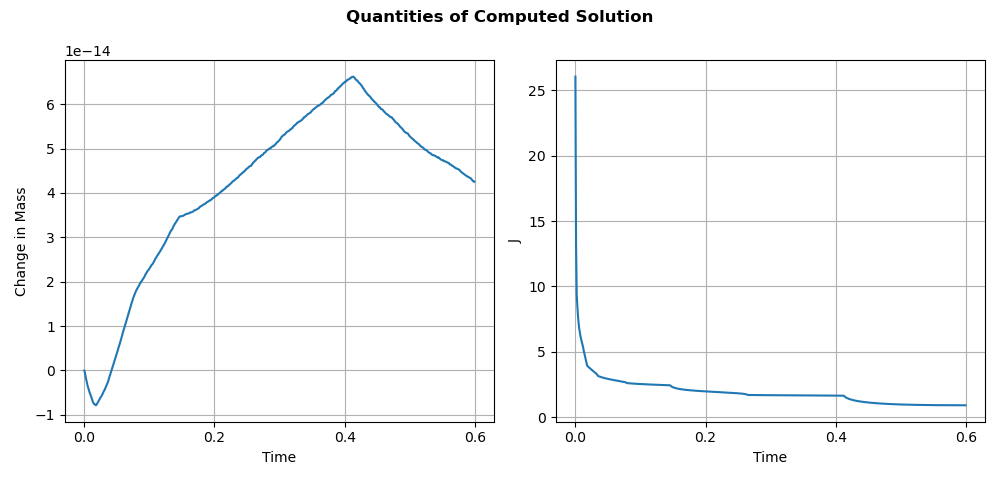 Quantities of Computed Solution
1e−14
6
5
4
3
2
1
0
−1
0.0 0.2 0.4 0.6
Time
Change in Mass
25
20
15
10
5
0
0.0 0.2 0.4 0.6
Time
J